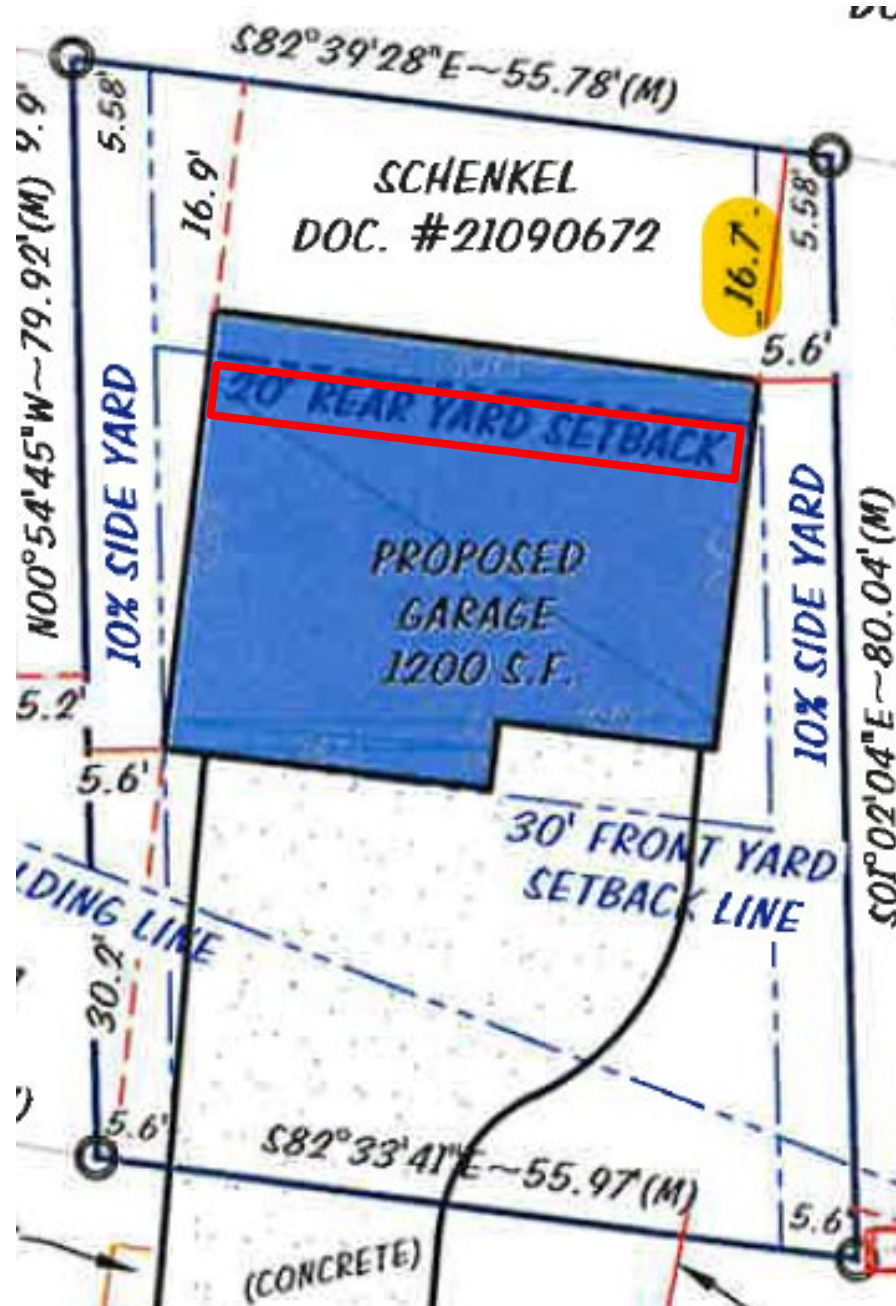 S82°39'28"E~55.78'(M)
9.9'
5.58'
16.9'
SCHENKEL
DOC. #21090672
16.7'
5.58'
5.6'
N00°54'45"W~79.92'(M)
10% SIDE YARD
20' REAR YARD SETBACK
PROPOSED
GARAGE
1200 S.F.
10% SIDE YARD
S01°02'04"E~80.04'(M)
5.2'
5.6'
30' FRONT YARD
SETBACK LINE
LDING LINE
30.2'
5.6'
S82°33'41"E~55.97'(M)
5.6'
(CONCRETE)